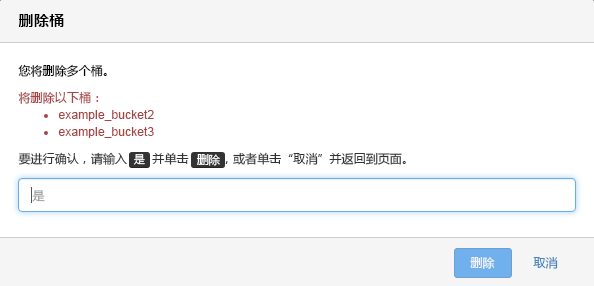 删除桶
您将删除多个桶。
将删除以下桶：
• example_bucket2
• example_bucket3
要进行确认，请输入 是 并单击 删除, 或者单击“取消”并返回到页面。
是
删除 取消